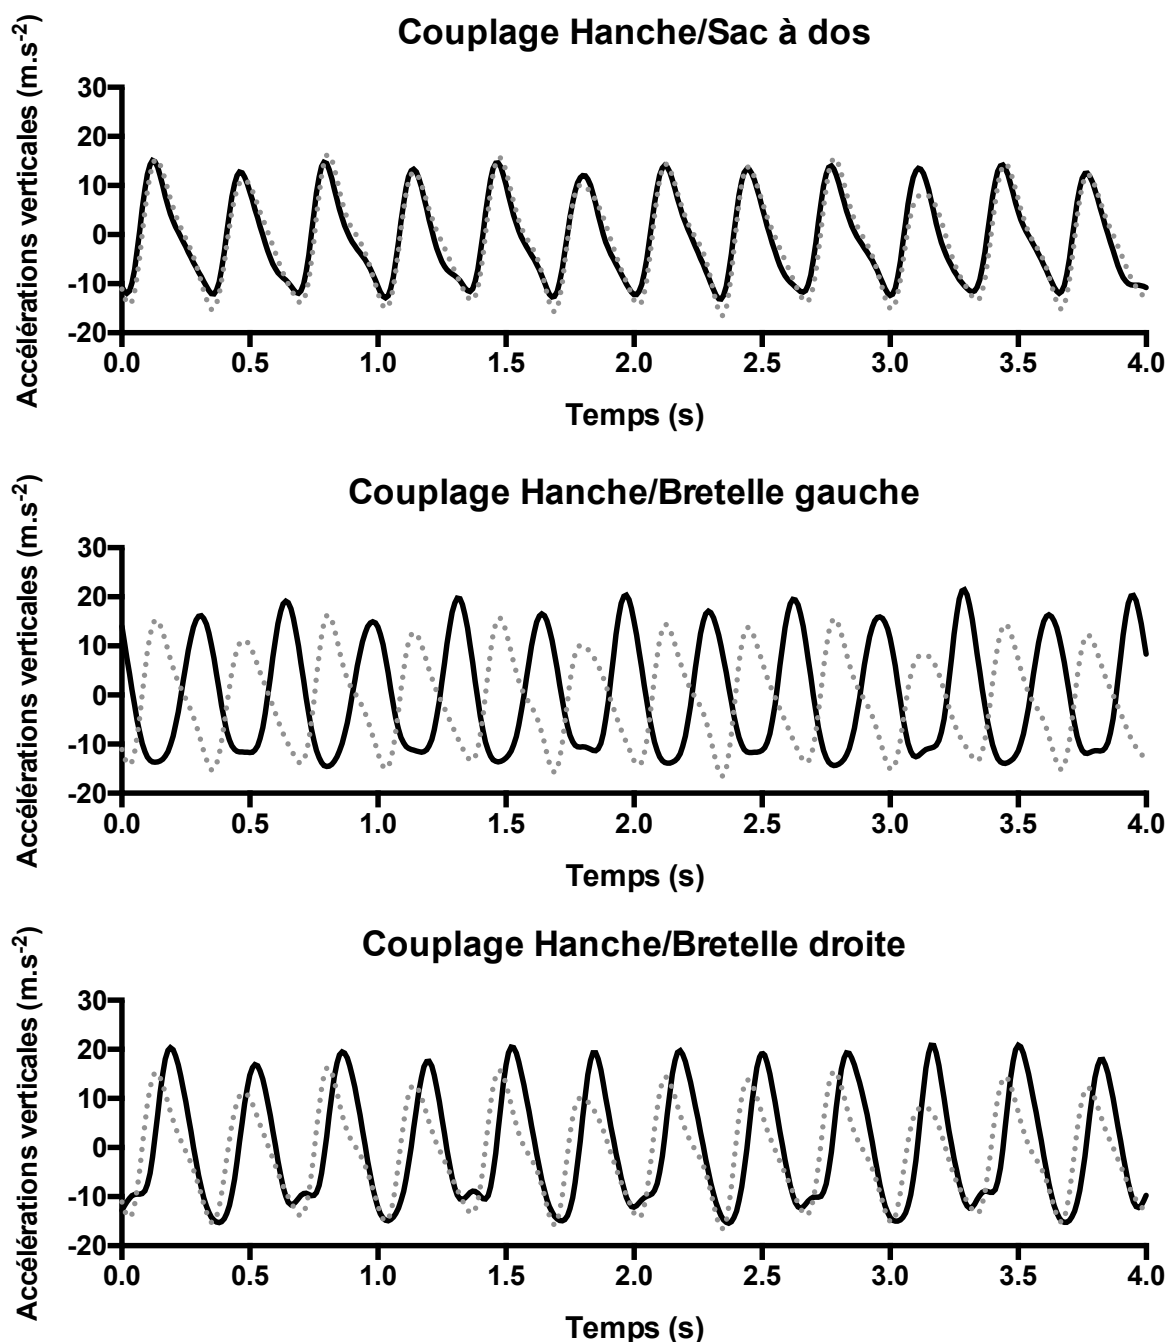 Couplage Hanche/Sac à dos
Accélérations verticales (m.s-2)
30
20
10
0
-10
-20
0.0 0.5 1.0 1.5 2.0 2.5 3.0 3.5 4.0
Temps (s)
Couplage Hanche/Bretelle gauche
Accélérations verticales (m.s-2)
30
20
10
0
-10
-20
0.0 0.5 1.0 1.5 2.0 2.5 3.0 3.5 4.0
Temps (s)
Couplage Hanche/Bretelle droite
Accélérations verticales (m.s-2)
30
20
10
0
-10
-20
0.0 0.5 1.0 1.5 2.0 2.5 3.0 3.5 4.0
Temps (s)